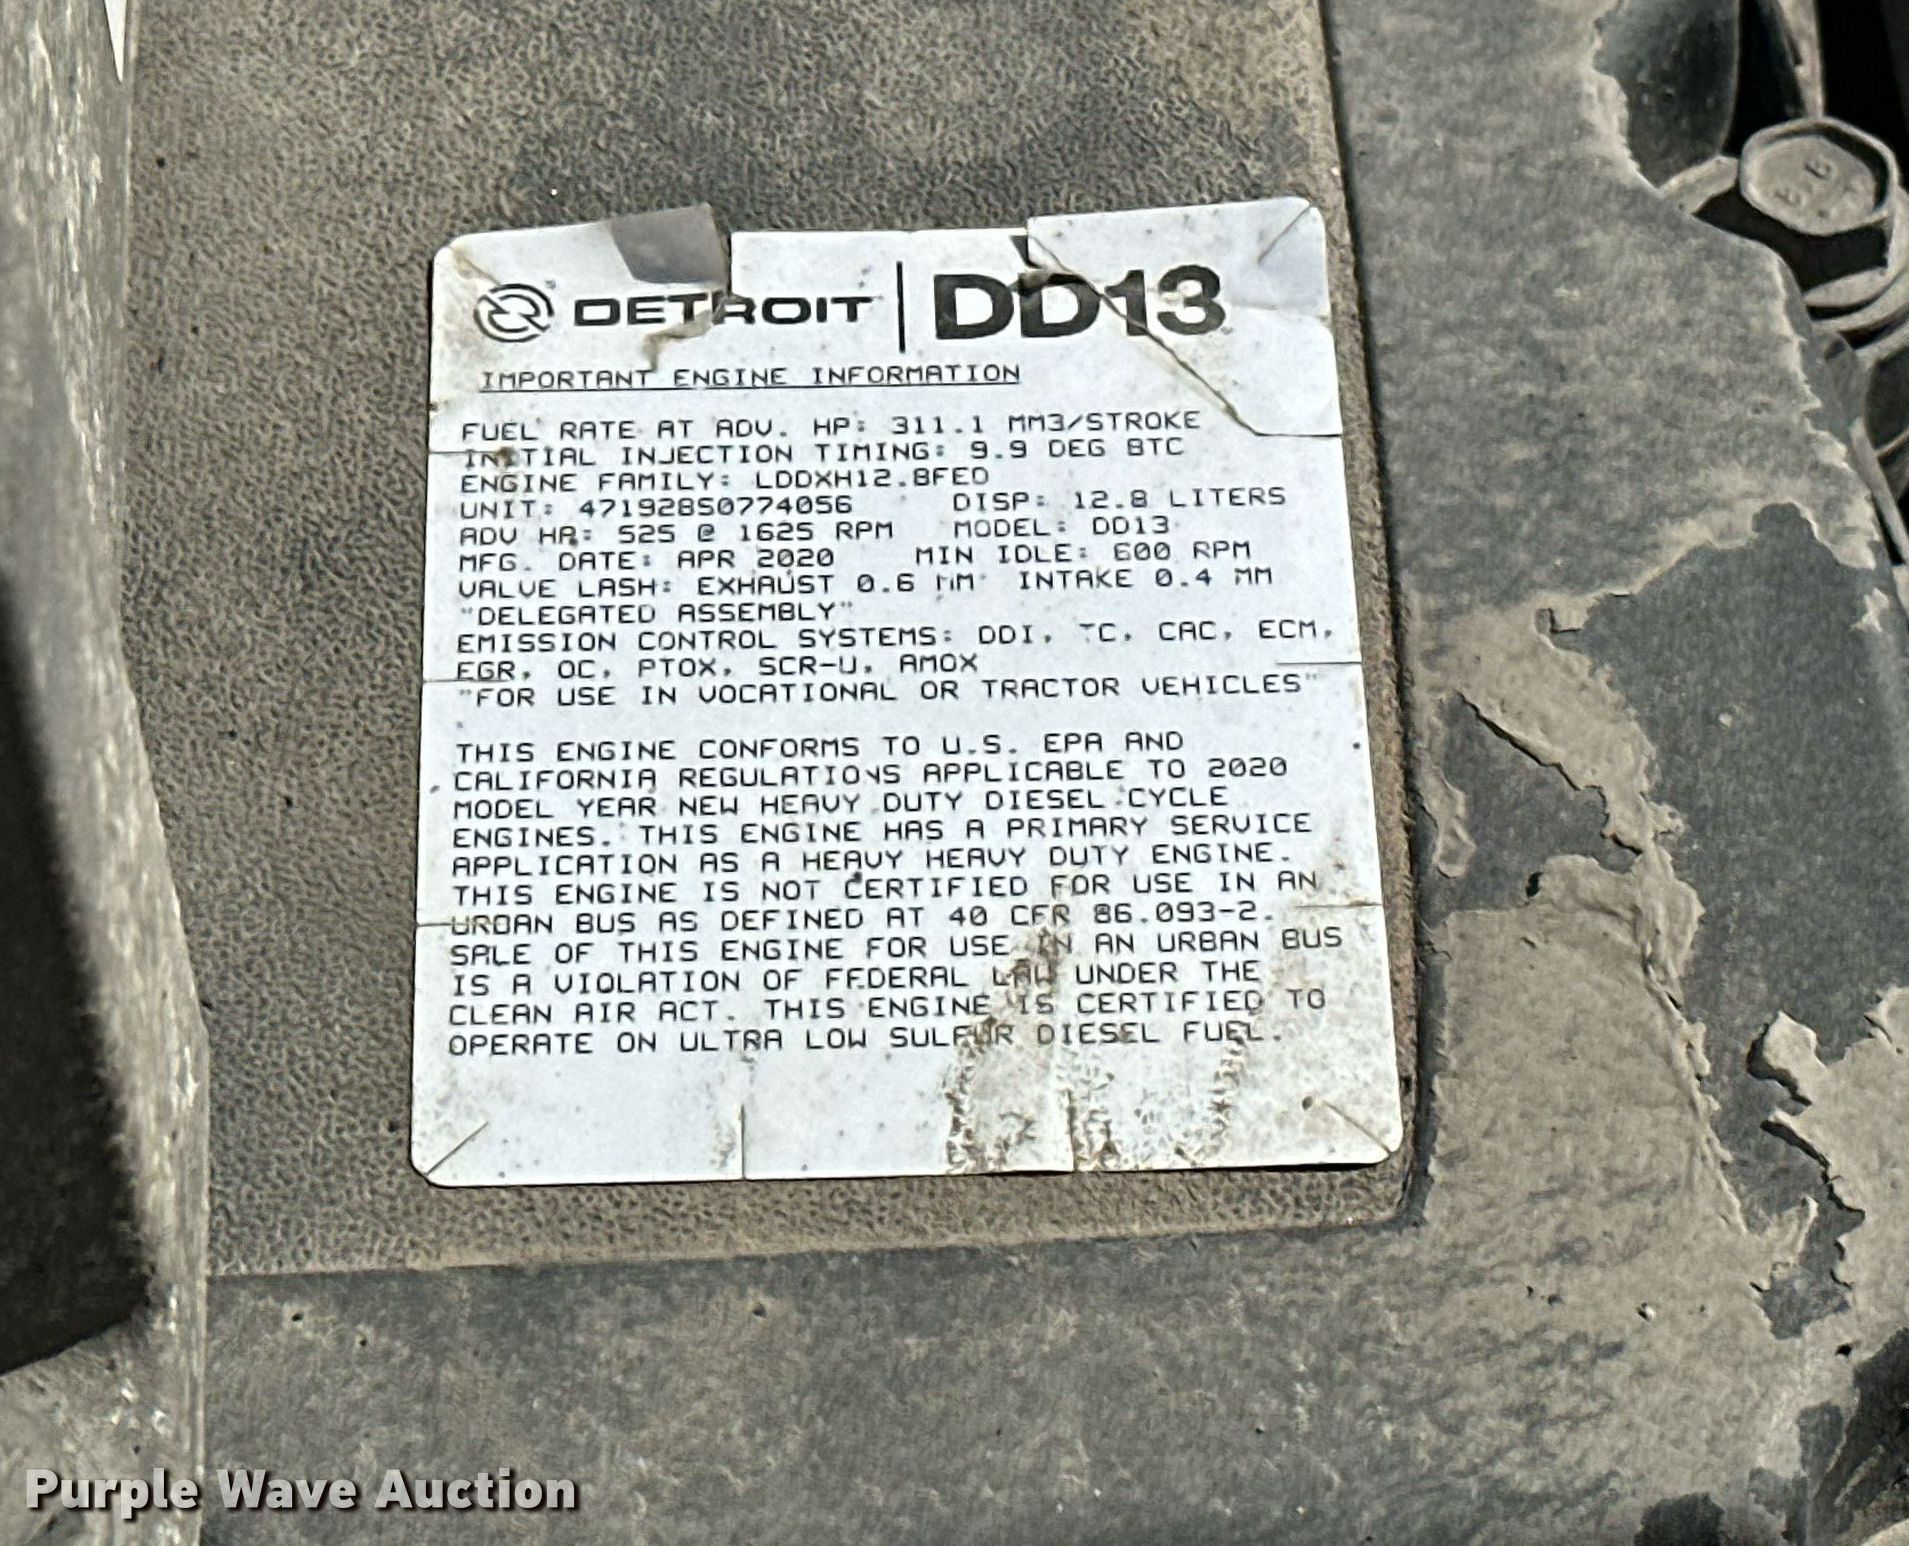 DETROIT | DD13
IMPORTANT ENGINE INFORMATION
FUEL RATE AT ADV. HP: 311.1 MM3/STROKE
INITIAL INJECTION TIMING: 9.9 DEG BTC
ENGINE FAMILY: LDDXH12.8FED
UNIT: 471928S0774056 DISP: 12.8 LITERS
ADV HP: 525 @ 1625 RPM MODEL: DD13
MFG. DATE: APR 2020 MIN IDLE: 600 RPM
VALVE LASH: EXHAUST 0.6 MM INTAKE 0.4 MM
"DELEGATED ASSEMBLY"
EMISSION CONTROL SYSTEMS: DDI, TC, CAC, ECM,
EGR, OC, PTOX, SCR-U, AMOX
"FOR USE IN VOCATIONAL OR TRACTOR VEHICLES"
THIS ENGINE CONFORMS TO U.S. EPA AND
CALIFORNIA REGULATIONS APPLICABLE TO 2020
MODEL YEAR NEW HEAVY DUTY DIESEL CYCLE
ENGINES. THIS ENGINE HAS A PRIMARY SERVICE
APPLICATION AS A HEAVY HEAVY DUTY ENGINE.
THIS ENGINE IS NOT CERTIFIED FOR USE IN AN
URBAN BUS AS DEFINED AT 40 CFR 86.093-2.
SALE OF THIS ENGINE FOR USE IN AN URBAN BUS
IS A VIOLATION OF FEDERAL LAW UNDER THE
CLEAN AIR ACT. THIS ENGINE IS CERTIFIED TO
OPERATE ON ULTRA LOW SULFUR DIESEL FUEL.
Purple Wave Auction